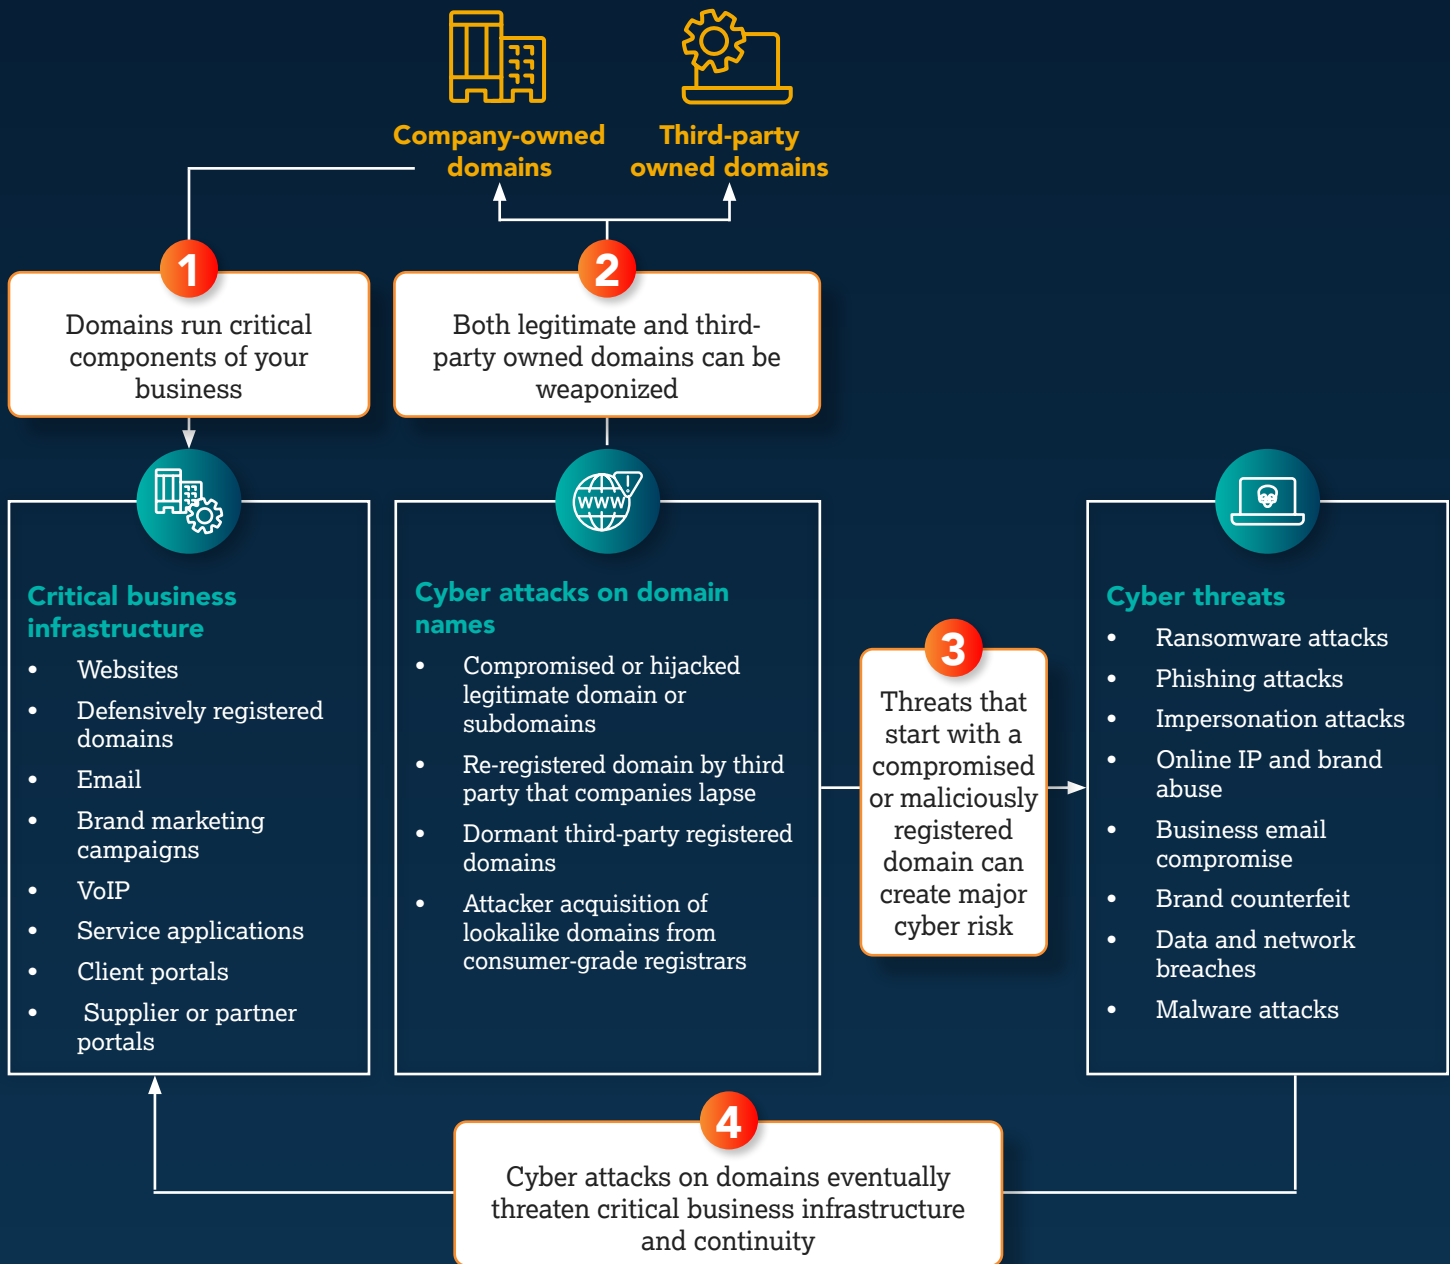 Company-owned
domains
Third-party
owned domains
1
Domains run critical
components of your
business
2
Both legitimate and third-
party owned domains can be
weaponized
Critical business
infrastructure
• Websites
• Defensively registered
domains
• Email
• Brand marketing
campaigns
• VoIP
• Service applications
• Client portals
• Supplier or partner
portals
www
Cyber attacks on domain
names
• Compromised or hijacked
legitimate domain or
subdomains
• Re-registered domain by third
party that companies lapse
• Dormant third-party registered
domains
• Attacker acquisition of
lookalike domains from
consumer-grade registrars
3
Threats that
start with a
compromised
or maliciously
registered
domain can
create major
cyber risk
Cyber threats
• Ransomware attacks
• Phishing attacks
• Impersonation attacks
• Online IP and brand
abuse
• Business email
compromise
• Brand counterfeit
• Data and network
breaches
• Malware attacks
4
Cyber attacks on domains eventually
threaten critical business infrastructure
and continuity